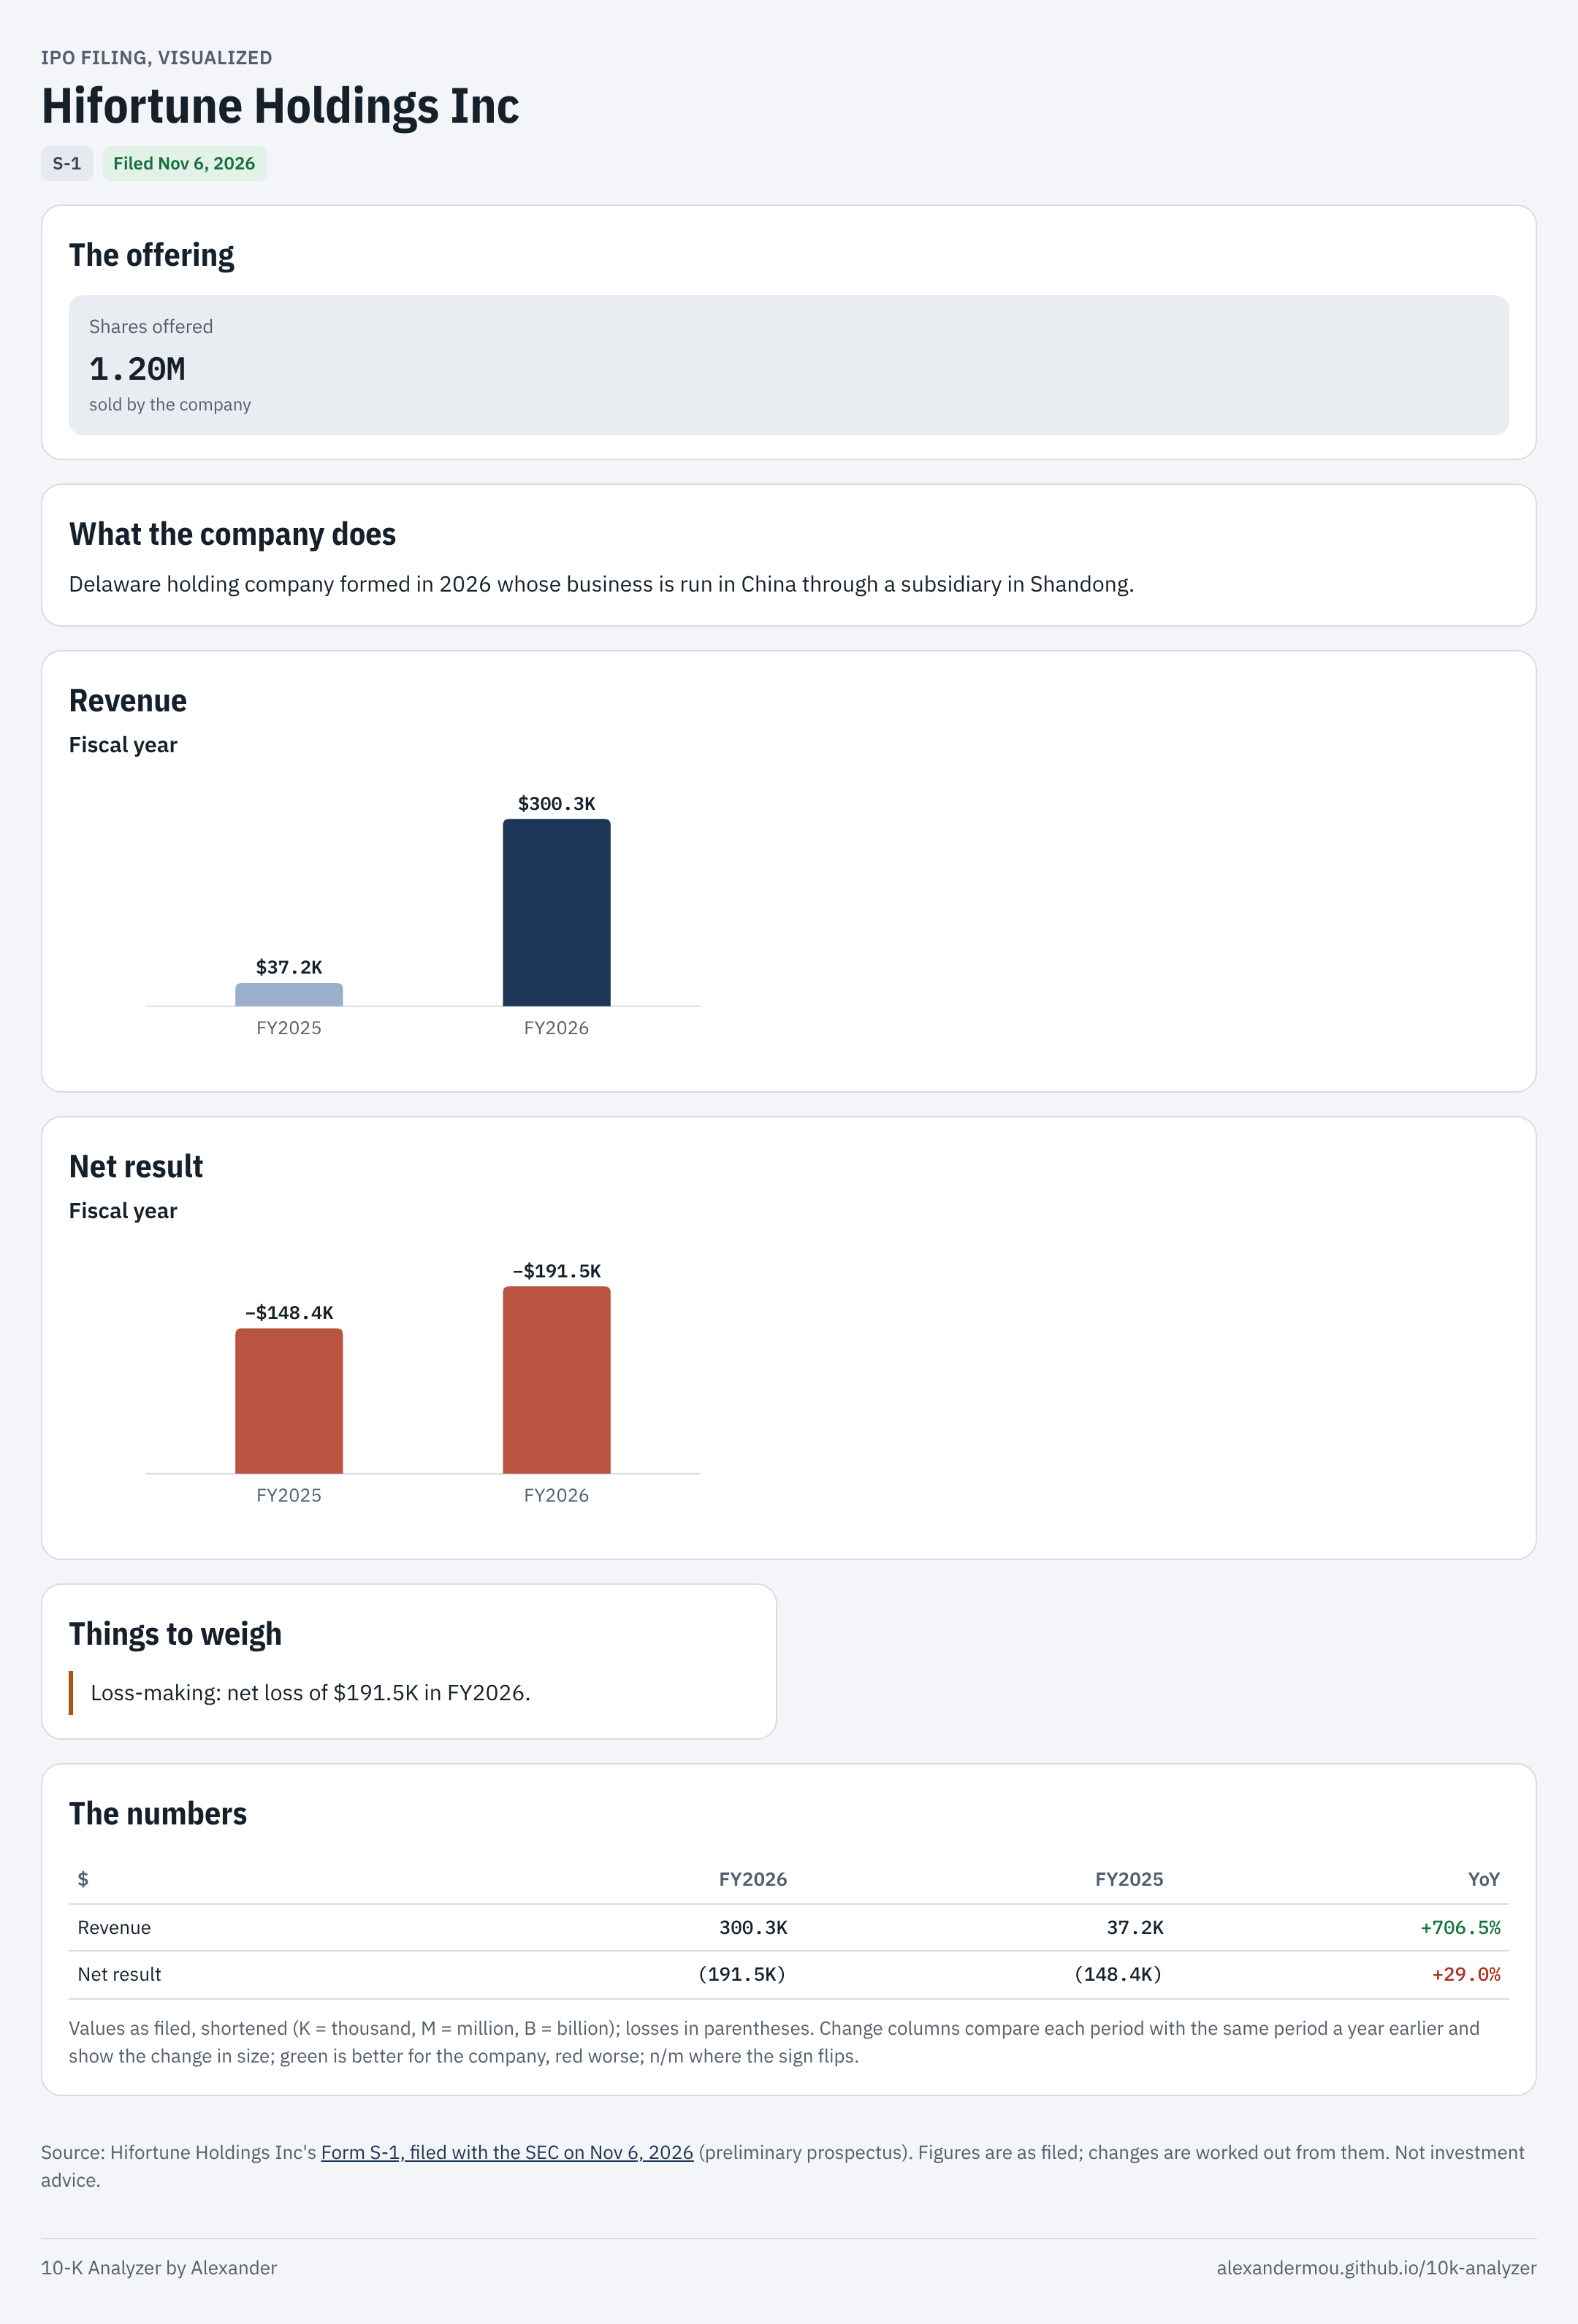 IPO FILING, VISUALIZED
Hifortune Holdings Inc
S-1 Filed Nov 6, 2026
The offering
Shares offered
1.20M
sold by the company
What the company does
Delaware holding company formed in 2026 whose business is run in China through a subsidiary in Shandong.
Revenue
Fiscal year
$300.3K
$37.2K
FY2025 FY2026
Net result
Fiscal year
−$191.5K
−$148.4K
FY2025 FY2026
Things to weigh
Loss-making: net loss of $191.5K in FY2026.
The numbers
$ FY2026 FY2025 YoY
Revenue 300.3K 37.2K +706.5%
Net result (191.5K) (148.4K) +29.0%
Values as filed, shortened (K = thousand, M = million, B = billion); losses in parentheses. Change columns compare each period with the same period a year earlier and
show the change in size; green is better for the company, red worse; n/m where the sign flips.
Source: Hifortune Holdings Inc's Form S-1, filed with the SEC on Nov 6, 2026 (preliminary prospectus). Figures are as filed; changes are worked out from them. Not investment
advice.
10-K Analyzer by Alexander alexandermou.github.io/10k-analyzer